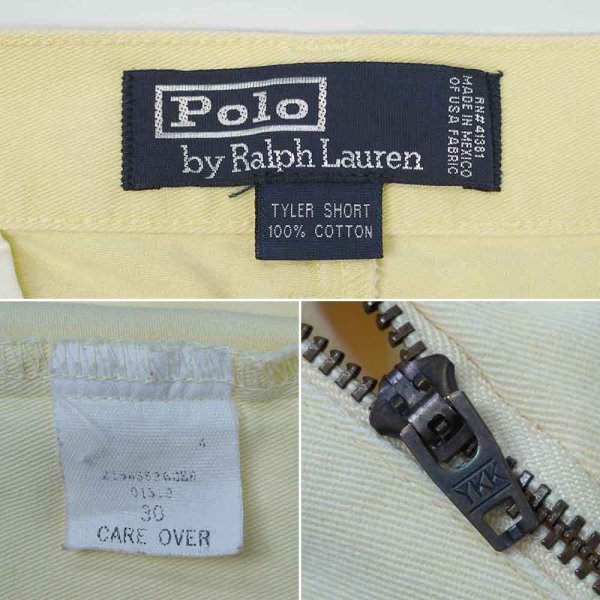 Polo
by Ralph Lauren
RN#41381
MADE IN MEXICO
OF USA FABRIC
TYLER SHORT
100% COTTON
4
30
CARE OVER
YKK